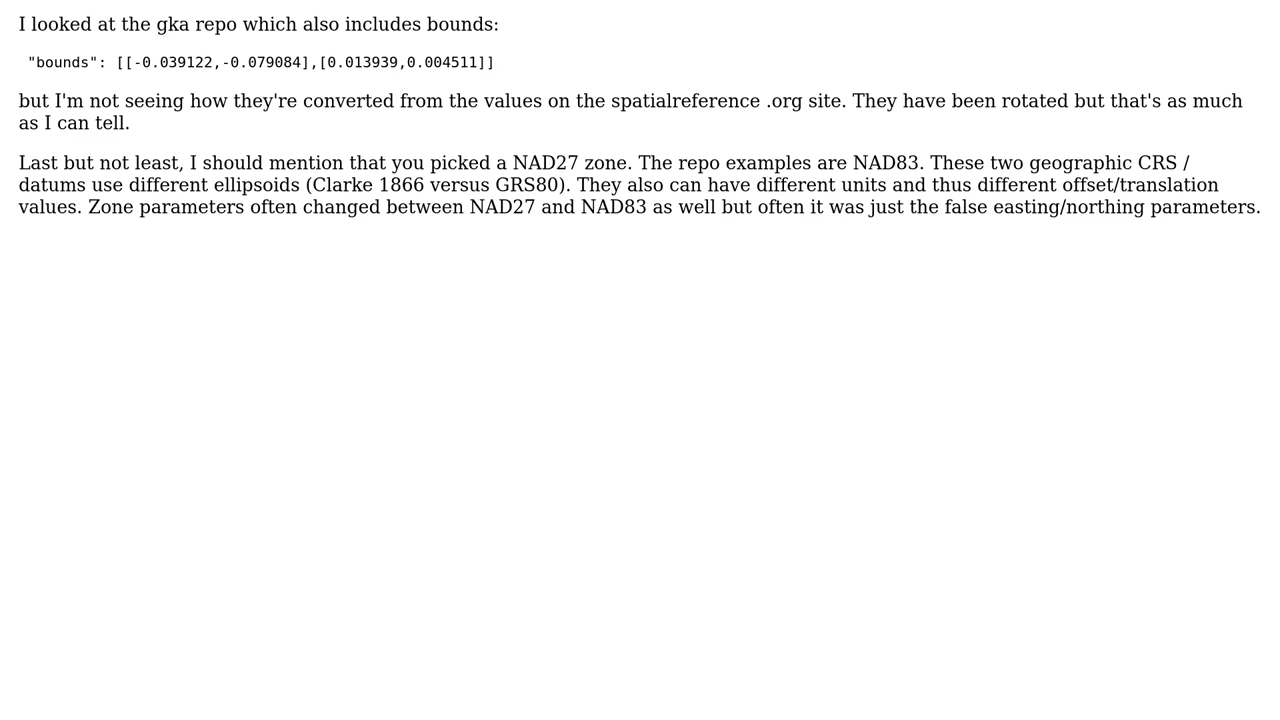 I looked at the gka repo which also includes bounds:
"bounds": [[-0.039122,-0.079084],[0.013939,0.004511]]
but I'm not seeing how they're converted from the values on the spatialreference .org site. They have been rotated but that's as much
as I can tell.
Last but not least, I should mention that you picked a NAD27 zone. The repo examples are NAD83. These two geographic CRS /
datums use different ellipsoids (Clarke 1866 versus GRS80). They also can have different units and thus different offset/translation
values. Zone parameters often changed between NAD27 and NAD83 as well but often it was just the false easting/northing parameters.